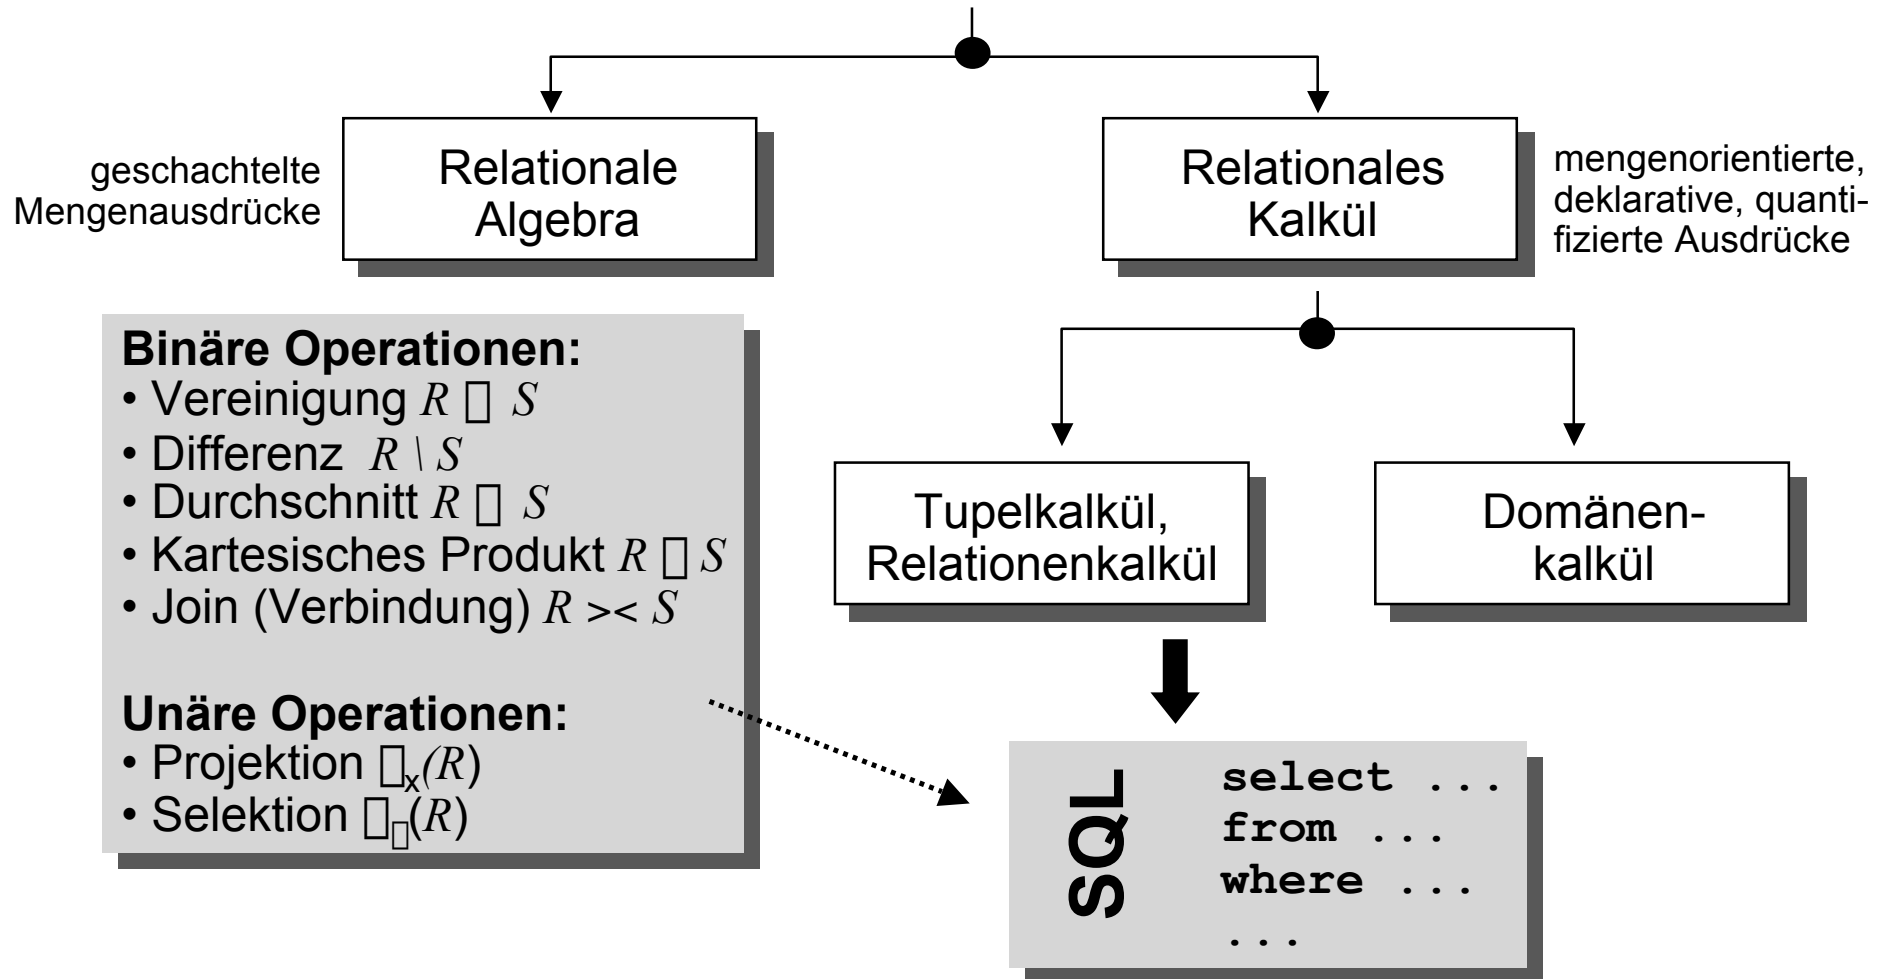 geschachtelte
Mengenausdrücke
Relationale
Algebra
Relationales
Kalkül
mengenorientierte,
deklarative, quanti-
fizierte Ausdrücke
Binäre Operationen:
• Vereinigung R □ S
• Differenz R \ S
• Durchschnitt R □ S
• Kartesisches Produkt R □ S
• Join (Verbindung) R >< S
Unäre Operationen:
• Projektion □x(R)
• Selektion □□(R)
Tupelkalkül,
Relationenkalkül
Domänen-
kalkül
SQL
select ...
from ...
where ...
...